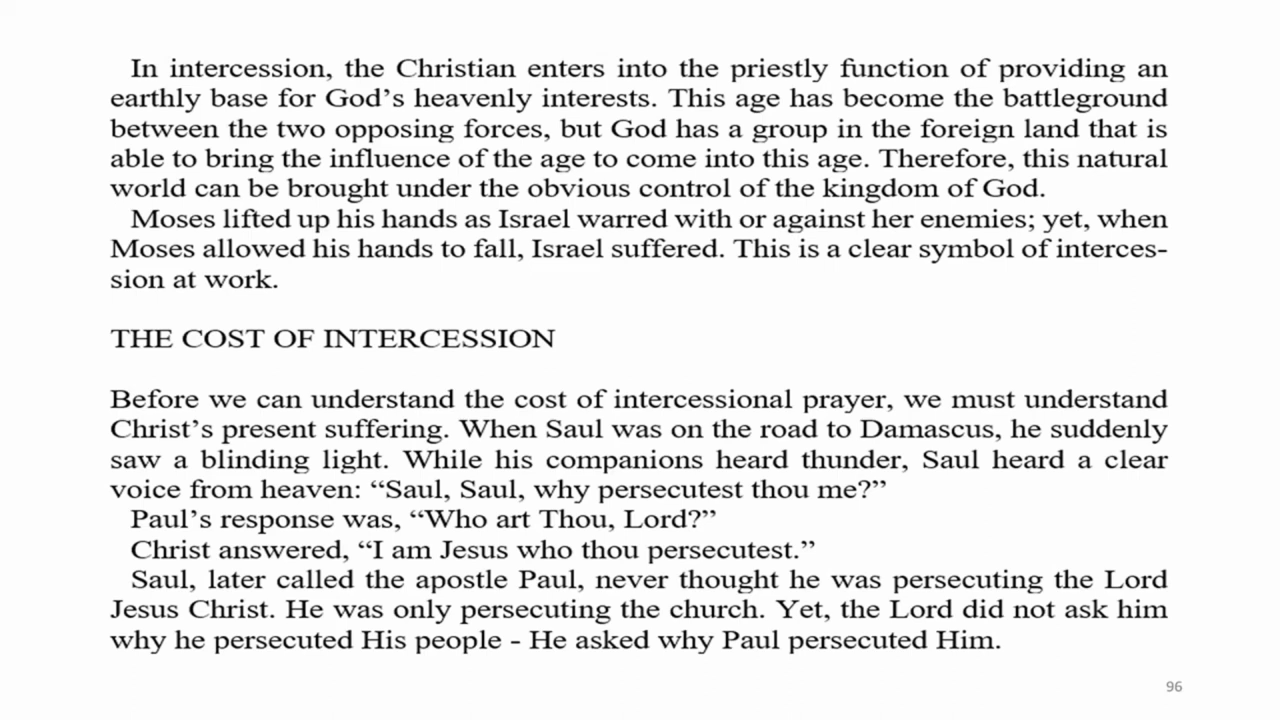 In intercession, the Christian enters into the priestly function of providing an
earthly base for God’s heavenly interests. This age has become the battleground
between the two opposing forces, but God has a group in the foreign land that is
able to bring the influence of the age to come into this age. Therefore, this natural
world can be brought under the obvious control of the kingdom of God.
Moses lifted up his hands as Israel warred with or against her enemies; yet, when
Moses allowed his hands to fall, Israel suffered. This is a clear symbol of interces-
sion at work.
THE COST OF INTERCESSION
Before we can understand the cost of intercessional prayer, we must understand
Christ’s present suffering. When Saul was on the road to Damascus, he suddenly
saw a blinding light. While his companions heard thunder, Saul heard a clear
voice from heaven: “Saul, Saul, why persecutest thou me?”
Paul’s response was, “Who art Thou, Lord?”
Christ answered, “I am Jesus who thou persecutest.”
Saul, later called the apostle Paul, never thought he was persecuting the Lord
Jesus Christ. He was only persecuting the church. Yet, the Lord did not ask him
why he persecuted His people - He asked why Paul persecuted Him.
96